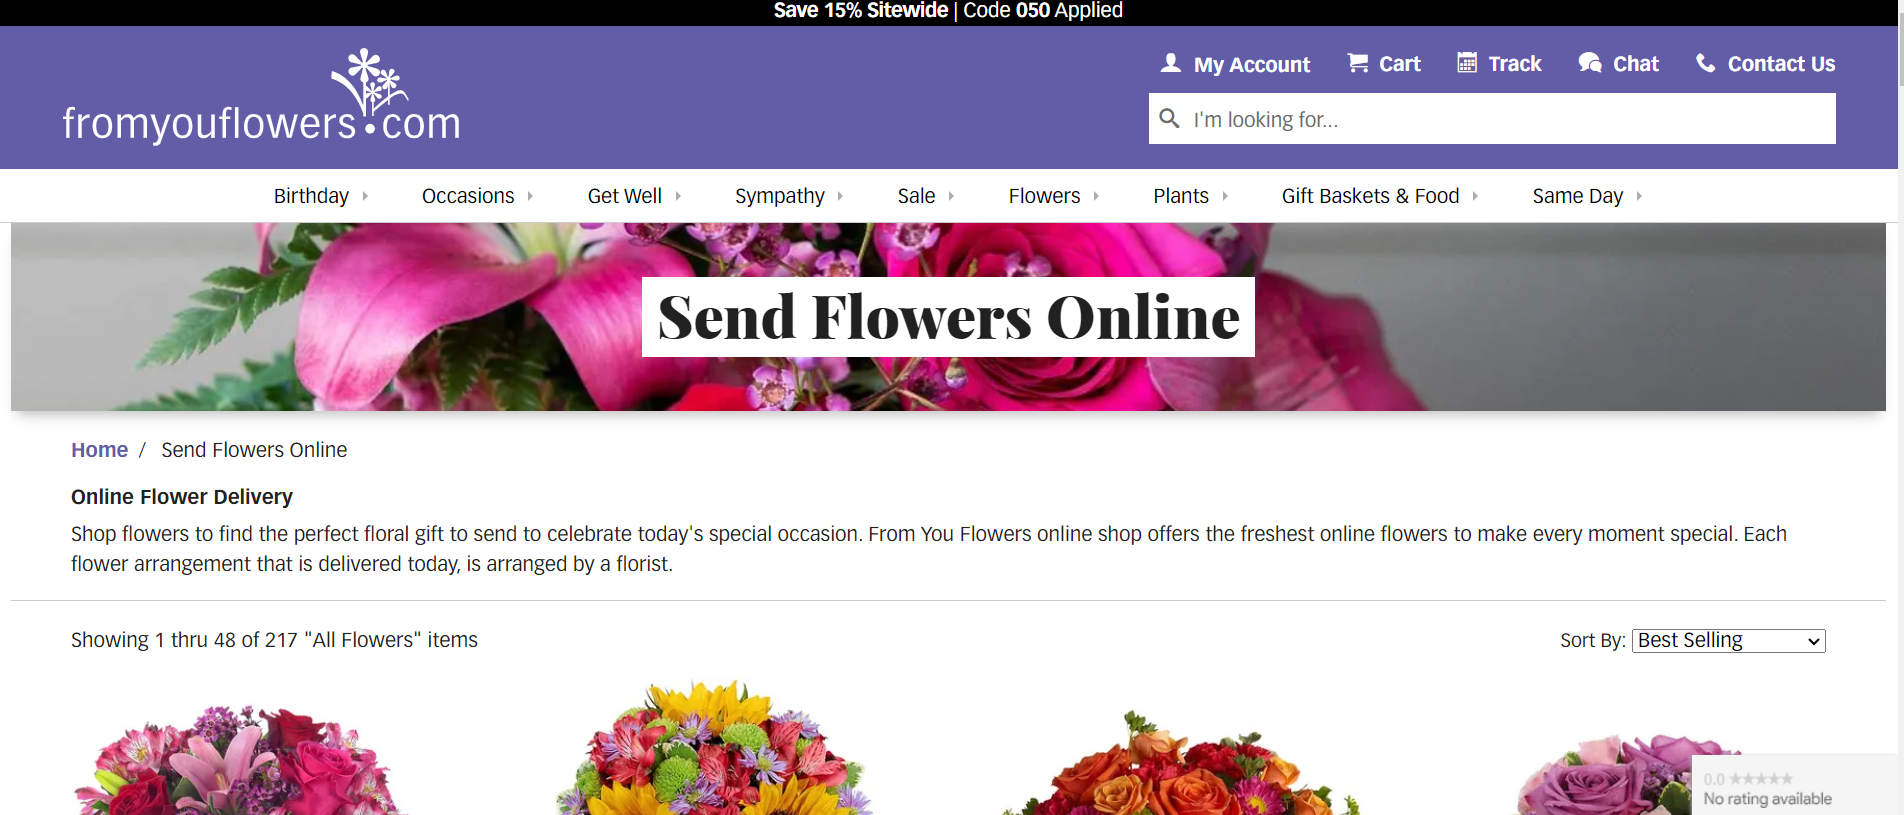 Save 15% Sitewide | Code 050 Applied
fromyouflowers.com
My Account
Cart
Track
Chat
Contact Us
I'm looking for...
Birthday
Occasions
Get Well
Sympathy
Sale
Flowers
Plants
Gift Baskets & Food
Same Day
Send Flowers Online
Home / Send Flowers Online
Online Flower Delivery
Shop flowers to find the perfect floral gift to send to celebrate today's special occasion. From You Flowers online shop offers the freshest online flowers to make every moment special. Each
flower arrangement that is delivered today, is arranged by a florist.
Showing 1 thru 48 of 217 "All Flowers" items
Sort By: Best Selling
0.0 ★★★★★
No rating available